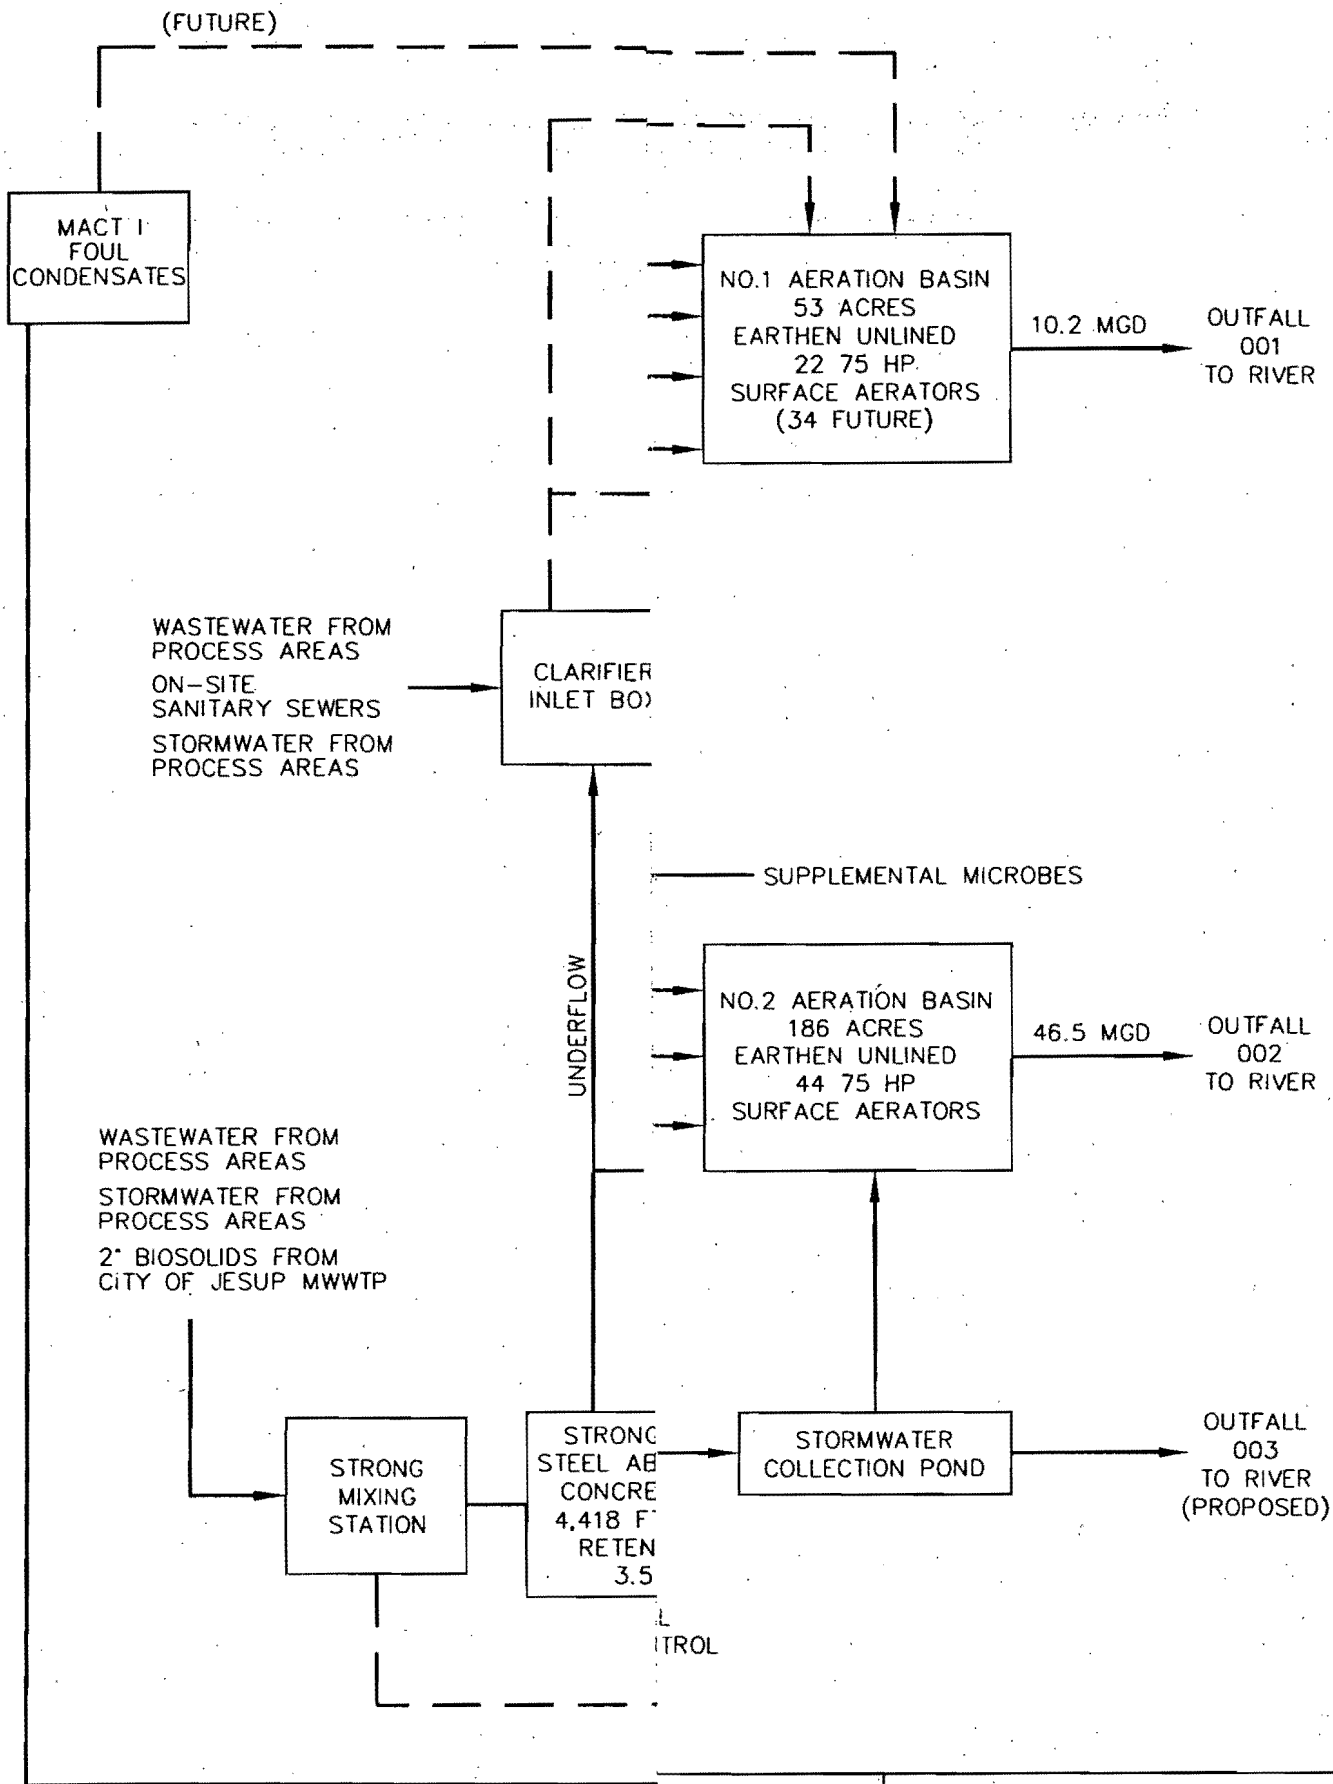 (FUTURE)
MACT I
FOUL
CONDENSATES
NO.1 AERATION BASIN
53 ACRES
EARTHEN UNLINED
22 75 HP
SURFACE AERATORS
(34 FUTURE)
10.2 MGD
OUTFALL
001
TO RIVER
WASTEWATER FROM
PROCESS AREAS
ON-SITE
SANITARY SEWERS
STORMWATER FROM
PROCESS AREAS
CLARIFIER
INLET BOX
SUPPLEMENTAL MICROBES
UNDERFLOW
NO.2 AERATION BASIN
186 ACRES
EARTHEN UNLINED
44 75 HP
SURFACE AERATORS
46.5 MGD
OUTFALL
002
TO RIVER
WASTEWATER FROM
PROCESS AREAS
STORMWATER FROM
PROCESS AREAS
2° BIOSOLIDS FROM
CITY OF JESUP MWWTP
STRONG
MIXING
STATION
STRONG
STEEL AB
CONCRE
4,418 F
RETEN
3.5
STORMWATER
COLLECTION POND
OUTFALL
003
TO RIVER
(PROPOSED)
L
TROL